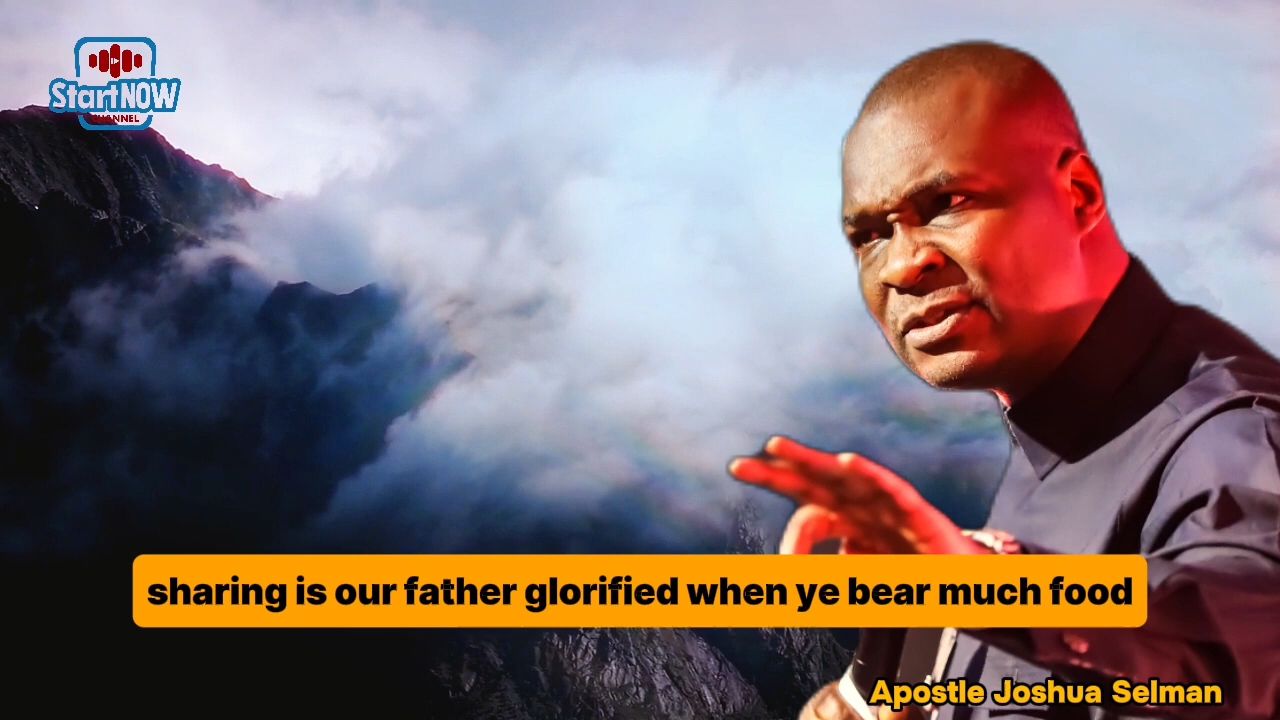 StartNOW
CHANNEL
sharing is our father glorified when ye bear much food
Apostle Joshua Selman